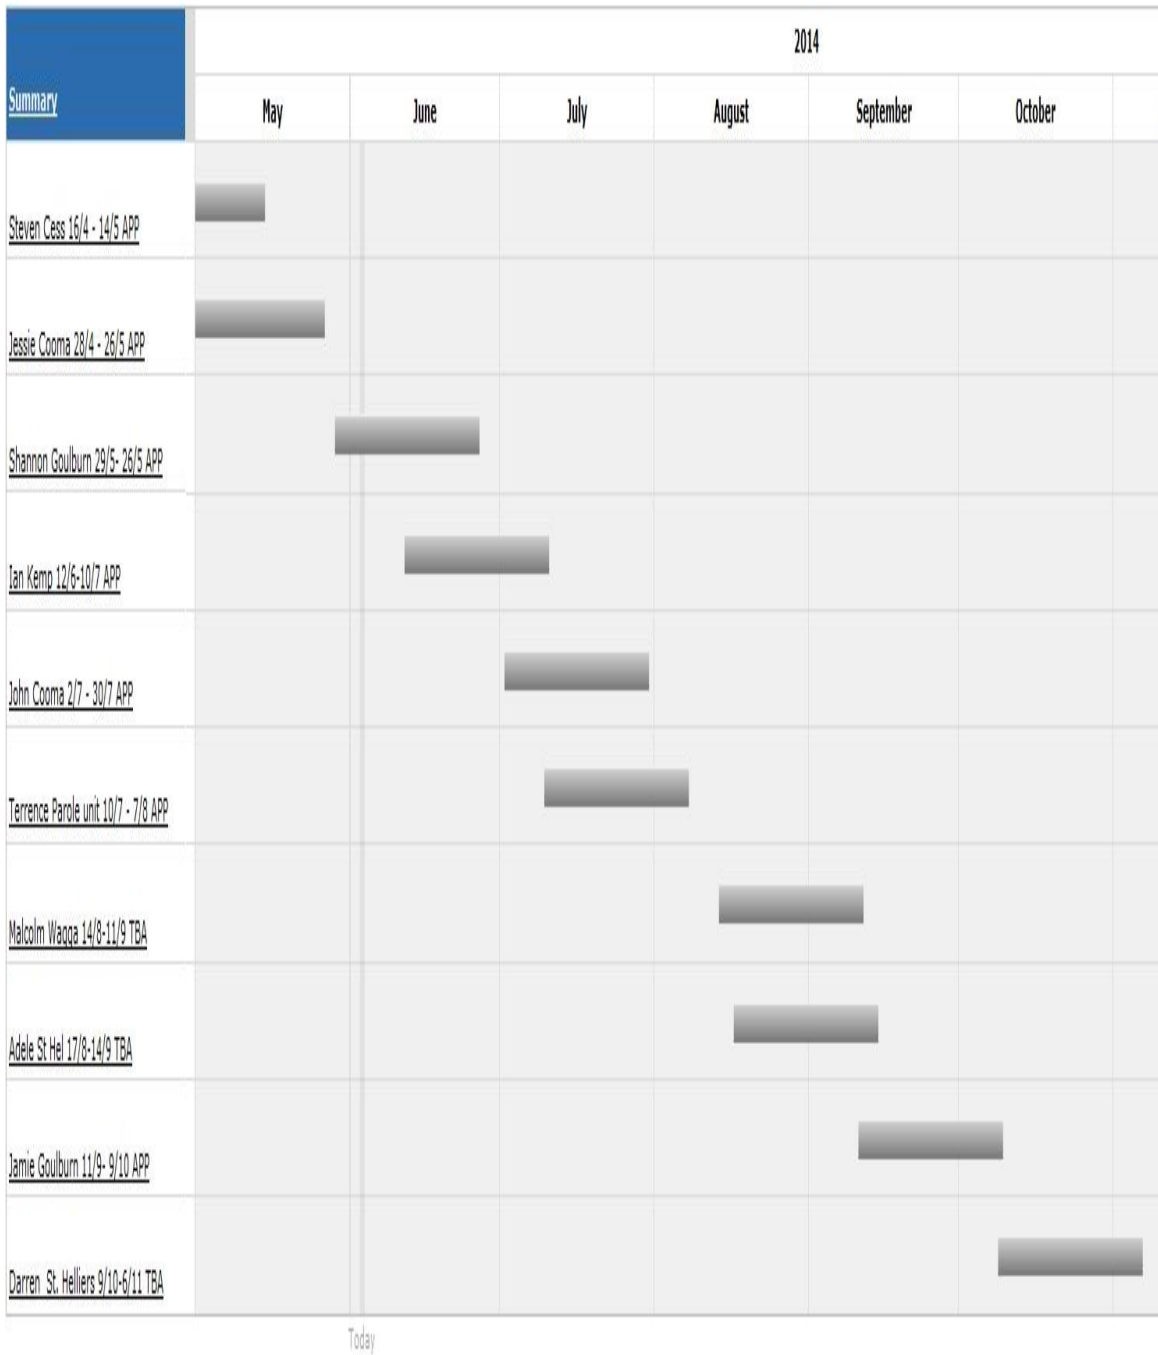 2014
Summary
May June July August September October
Steven Cess 16/4 - 14/5 APP
Jessie Cooma 28/4 - 26/5 APP
Shannon Goulburn 29/5- 26/5 APP
Ian Kemp 12/6-10/7 APP
John Cooma 2/7 - 30/7 APP
Terrence Parole unit 10/7 - 7/8 APP
Malcolm Wagga 14/8-11/9 TBA
Adele St Hel 17/8-14/9 TBA
Jamie Goulburn 11/9- 9/10 APP
Darren  St. Helliers 9/10-6/11 TBA
Today